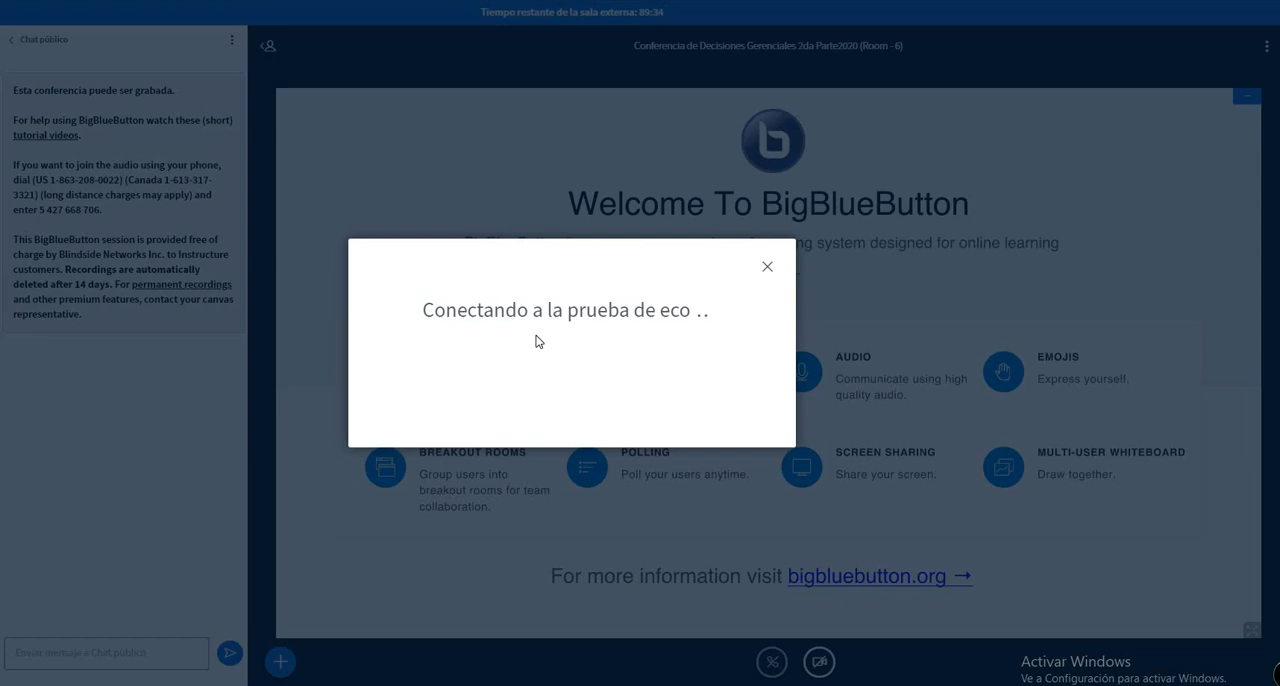 Tiempo restante de la sala externa: 89:34
Chat público
Conferencia de Decisiones Gerenciales 2da Parte2020 (Room - 6)
Esta conferencia puede ser grabada.
For help using BigBlueButton watch these (short)
tutorial videos.
If you want to join the audio using your phone,
dial (US 1-863-208-0022) (Canada 1-613-317-
3321) (long distance charges may apply) and
enter 5 427 668 706.
This BigBlueButton session is provided free of
charge by Blindside Networks Inc. to Instructure
customers. Recordings are automatically
deleted after 14 days. For permanent recordings
and other premium features, contact your canvas
representative.
Enviar mensaje a Chat público
Welcome To BigBlueButton
ng system designed for online learning
Conectando a la prueba de eco ..
AUDIO
Communicate using high
quality audio.
EMOJIS
Express yourself.
BREAKOUT ROOMS
Group users into
breakout rooms for team
collaboration.
POLLING
Poll your users anytime.
SCREEN SHARING
Share your screen.
MULTI-USER WHITEBOARD
Draw together.
For more information visit bigbluebutton.org →
Activar Windows
Ve a Configuración para activar Windows.